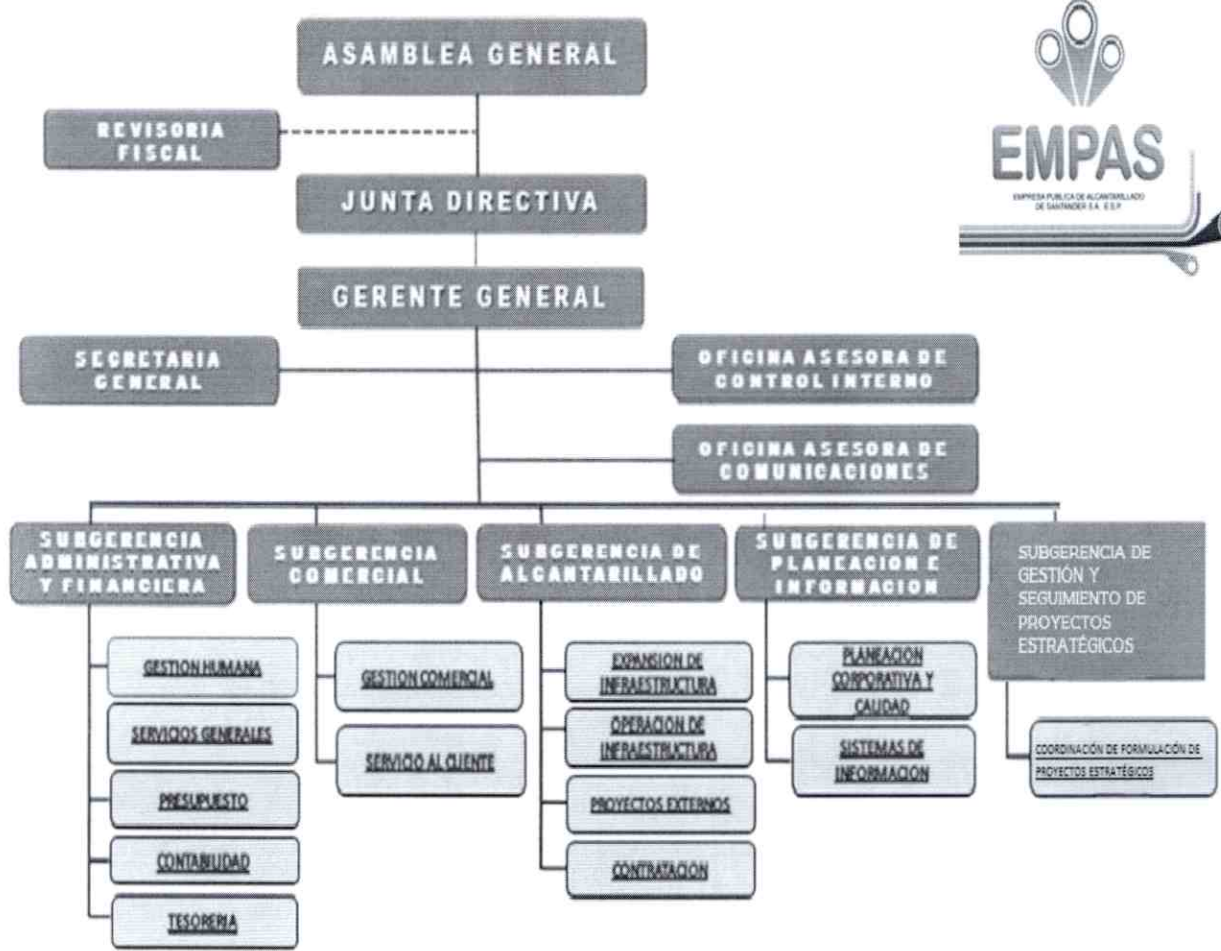 ASAMBLEA GENERAL
REVISORIA
FISCAL
JUNTA DIRECTIVA
GERENTE GENERAL
SECRETARIA
GENERAL
OFICINA ASESORA DE
CONTROL INTERNO
OFICINA ASESORA DE
COMUNICACIONES
EMPAS
EMPRESA PUBLICA DE ALCANTARILLADO
DE SANTANDER S.A. E.S.P.
SUBGERENCIA
ADMINISTRATIVA
Y FINANCIERA
GESTION HUMANA
SERVICIOS GENERALES
PRESUPUESTO
CONTABILIDAD
TESORERIA
SUBGERENCIA
COMERCIAL
GESTION COMERCIAL
SERVICIO AL CLIENTE
SUBGERENCIA DE
ALCANTARILLADO
EXPANSION DE
INFRAESTRUCTURA
OPERACION DE
INFRAESTRUCTURA
PROYECTOS EXTERNOS
CONTRATACION
SUBGERENCIA DE
PLANEACION E
INFORMACION
PLANEACION
CORPORATIVA Y
CALIDAD
SISTEMAS DE
INFORMACION
SUBGERENCIA DE
GESTIÓN Y
SEGUIMIENTO DE
PROYECTOS
ESTRATÉGICOS
COORDINACIÓN DE FORMULACIÓN DE
PROYECTOS ESTRATÉGICOS